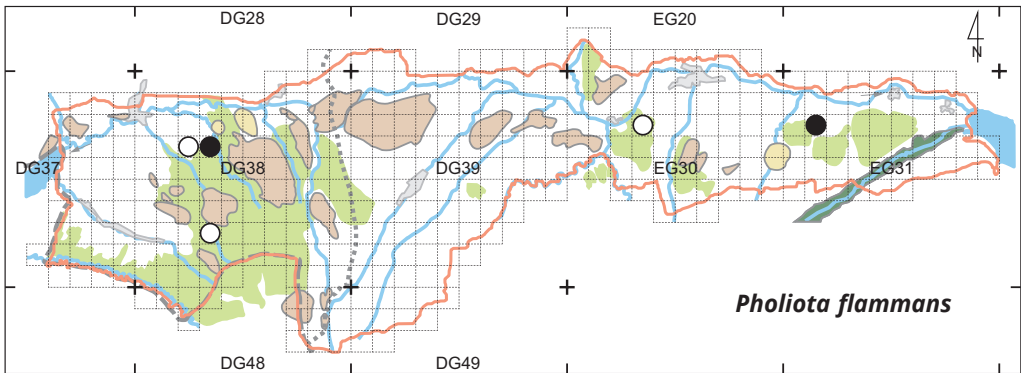 DG28 DG29 EG20
N
DG37 DG38 DG39 EG30 EG31
Pholiota flammans
DG48 DG49